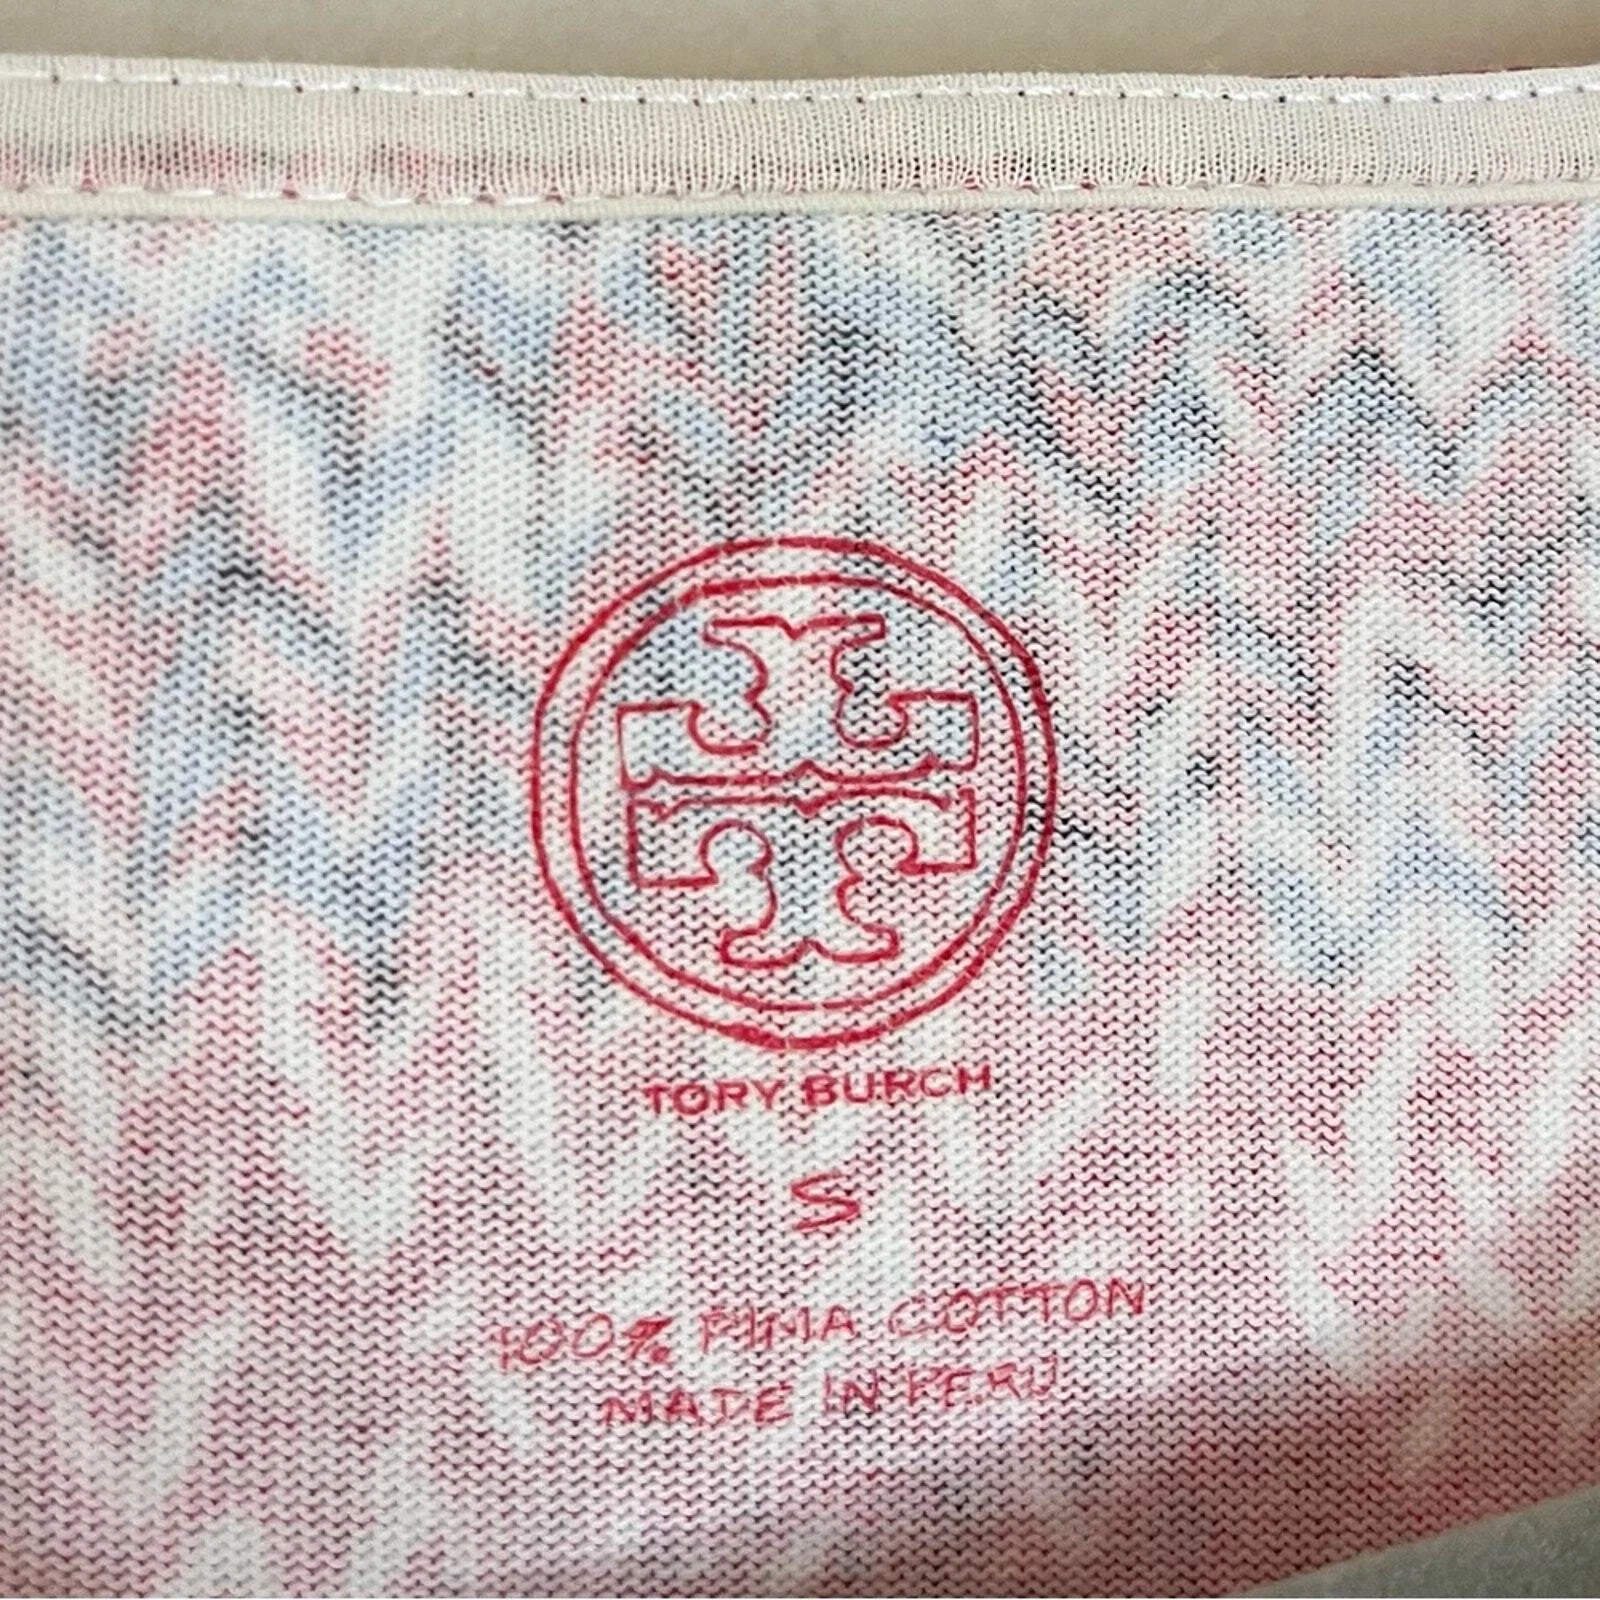 TORY BURCH
S
100% PIMA COTTON
MADE IN PERU